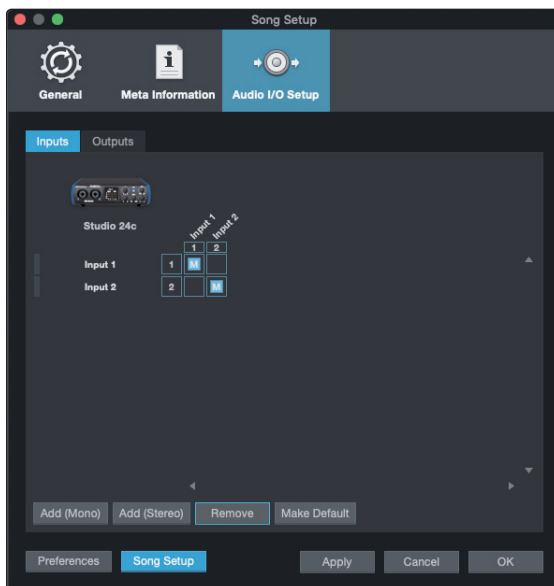 Song Setup
General Meta Information Audio I/O Setup
Inputs Outputs
Studio 24c
Input 1 Input 2
1 2
Input 1 1 M
Input 2 2 M
Add (Mono) Add (Stereo) Remove Make Default
Preferences Song Setup Apply Cancel OK